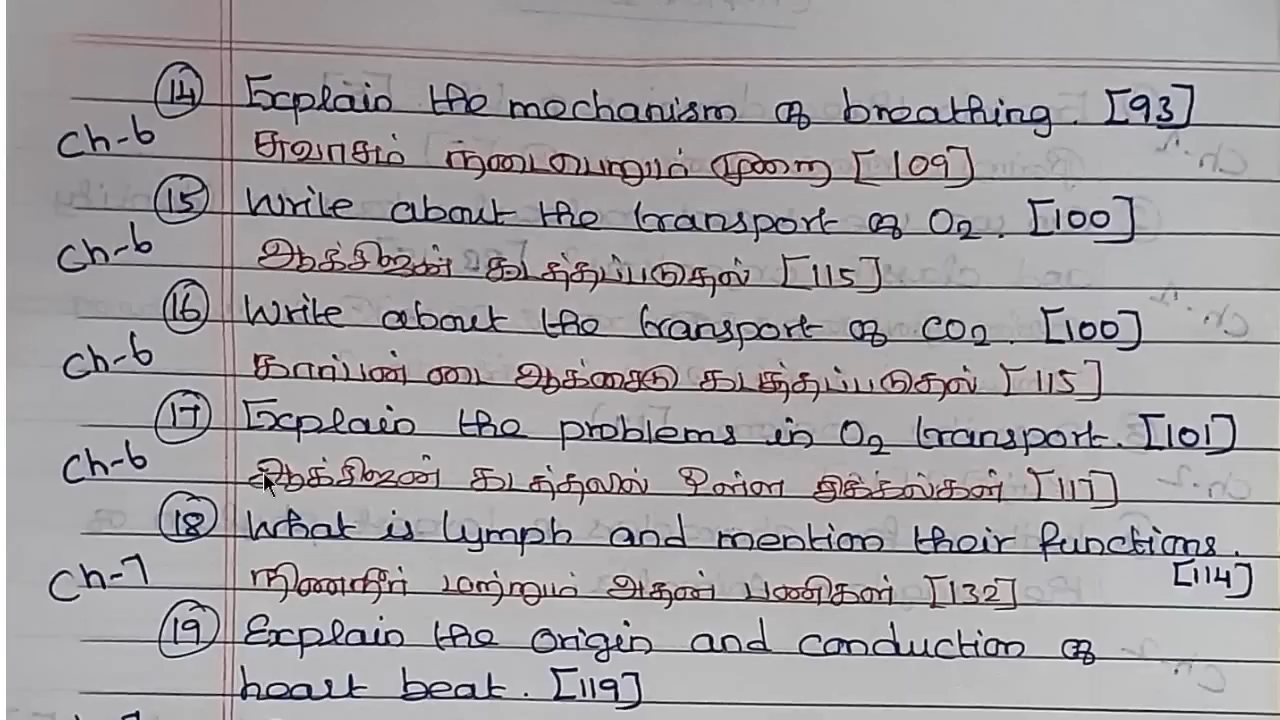 14 Explain the mechanism of breathing. [93]
Ch-6 சுவாசம் நடைபெறும் முறை [109]
15 Write about the transport of O2. [100]
Ch-6 ஆக்சிஜன் கடத்தப்படுதல் [115]
16 Write about the transport of CO2. [100]
Ch-6 கார்பன் டை ஆக்சைடு கடத்தப்படுதல் [115]
17 Explain the problems in O2 transport. [101]
Ch-6 ஆக்சிஜன் கடத்தலில் உள்ள சிக்கல்கள் [117]
18 What is lymph and mention their functions.
[114]
Ch-7 நிணநீர் மற்றும் அதன் பணிகள் [132]
19 Explain the origin and conduction of
heart beat. [119]